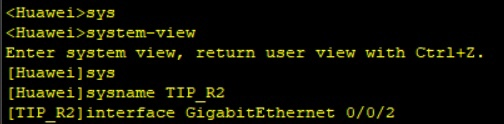 <Huawei>sys
<Huawei>system-view
Enter system view, return user view with Ctrl+Z.
[Huawei]sys
[Huawei]sysname TIP_R2
[TIP_R2]interface GigabitEthernet 0/0/2